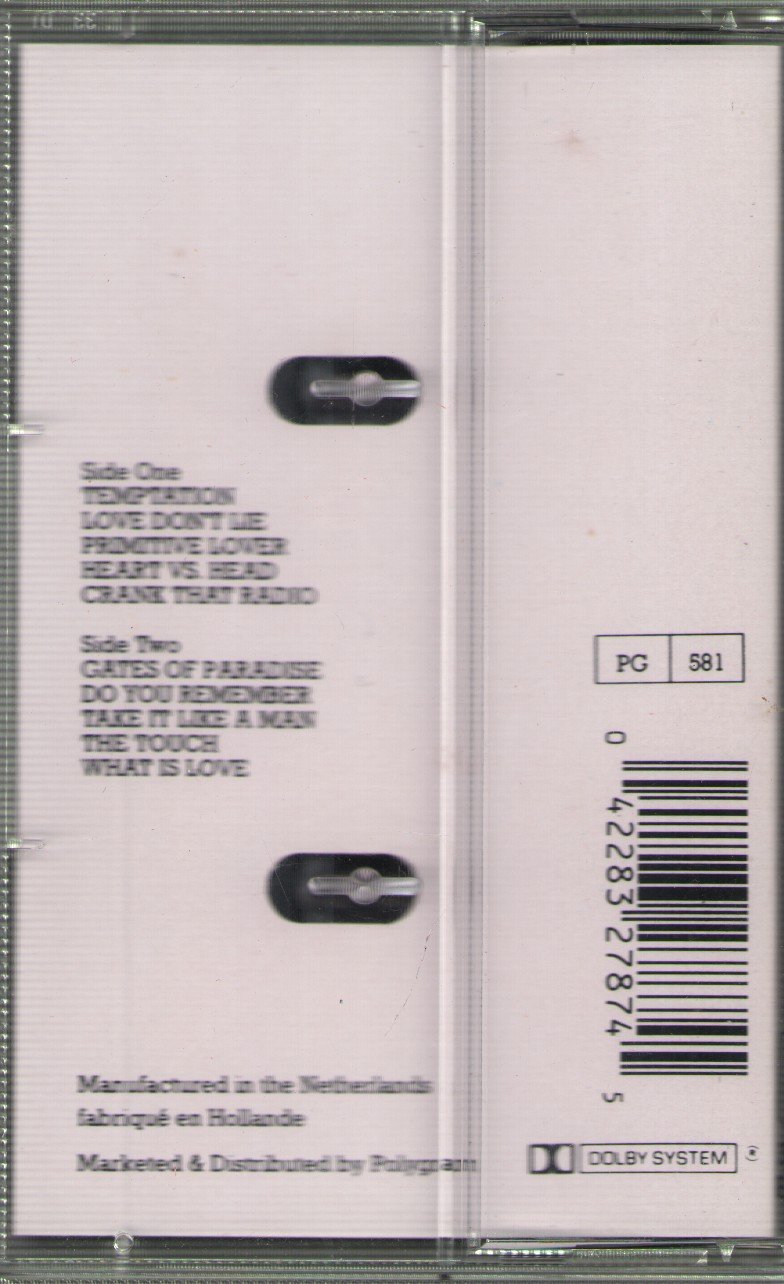 Side One
TEMPTATION
LOVE DON'T LIE
PRIMITIVE LOVER
HEART VS. HEAD
CRANK THAT RADIO
Side Two
GATES OF PARADISE
DO YOU REMEMBER
TAKE IT LIKE A MAN
THE TOUCH
WHAT IS LOVE
Manufactured in the Netherlands
fabriqué en Hollande
Marketed & Distributed by Polygram
PG 581
0 42283 27874 5
DOLBY SYSTEM ®